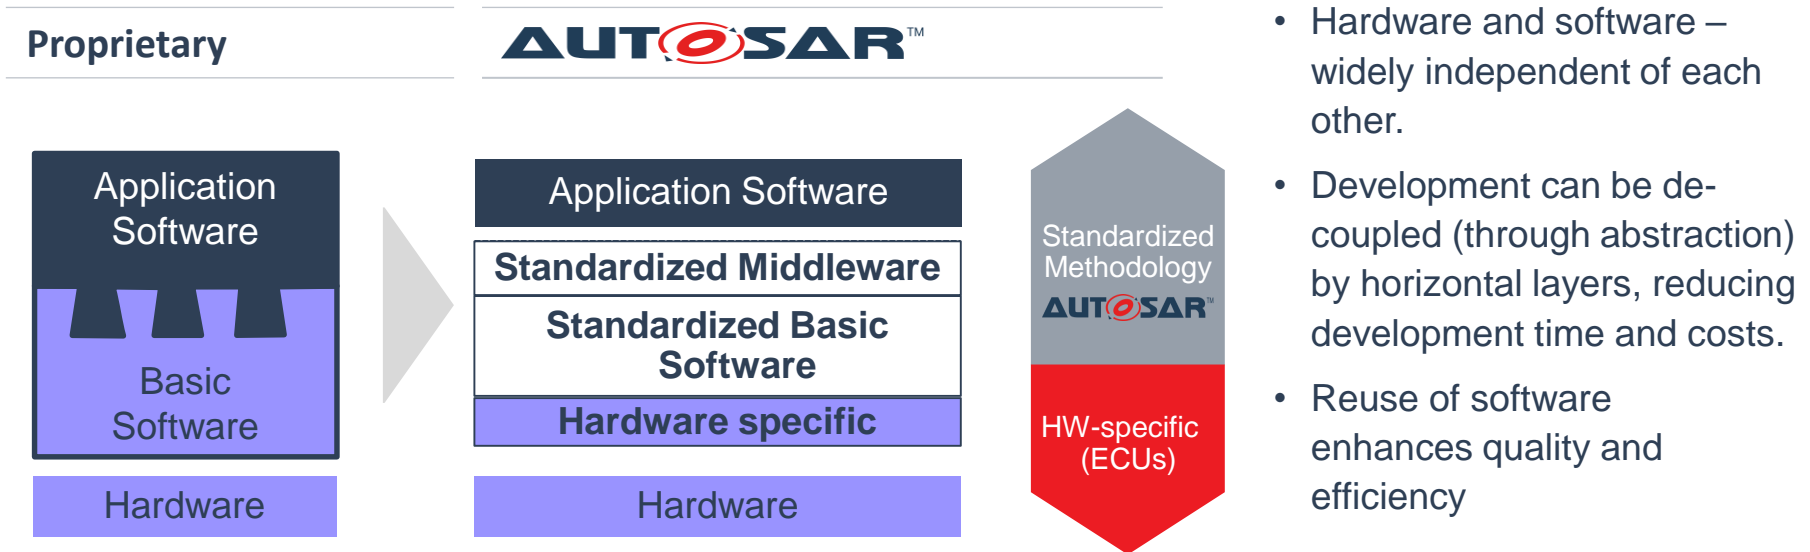 Proprietary
AUTOSAR™
Application
Software
Basic
Software
Hardware
Application Software
Standardized Middleware
Standardized Basic
Software
Hardware specific
Hardware
Standardized
Methodology
AUTOSAR™
HW-specific
(ECUs)
• Hardware and software –
widely independent of each
other.
• Development can be de-
coupled (through abstraction)
by horizontal layers, reducing
development time and costs.
• Reuse of software
enhances quality and
efficiency